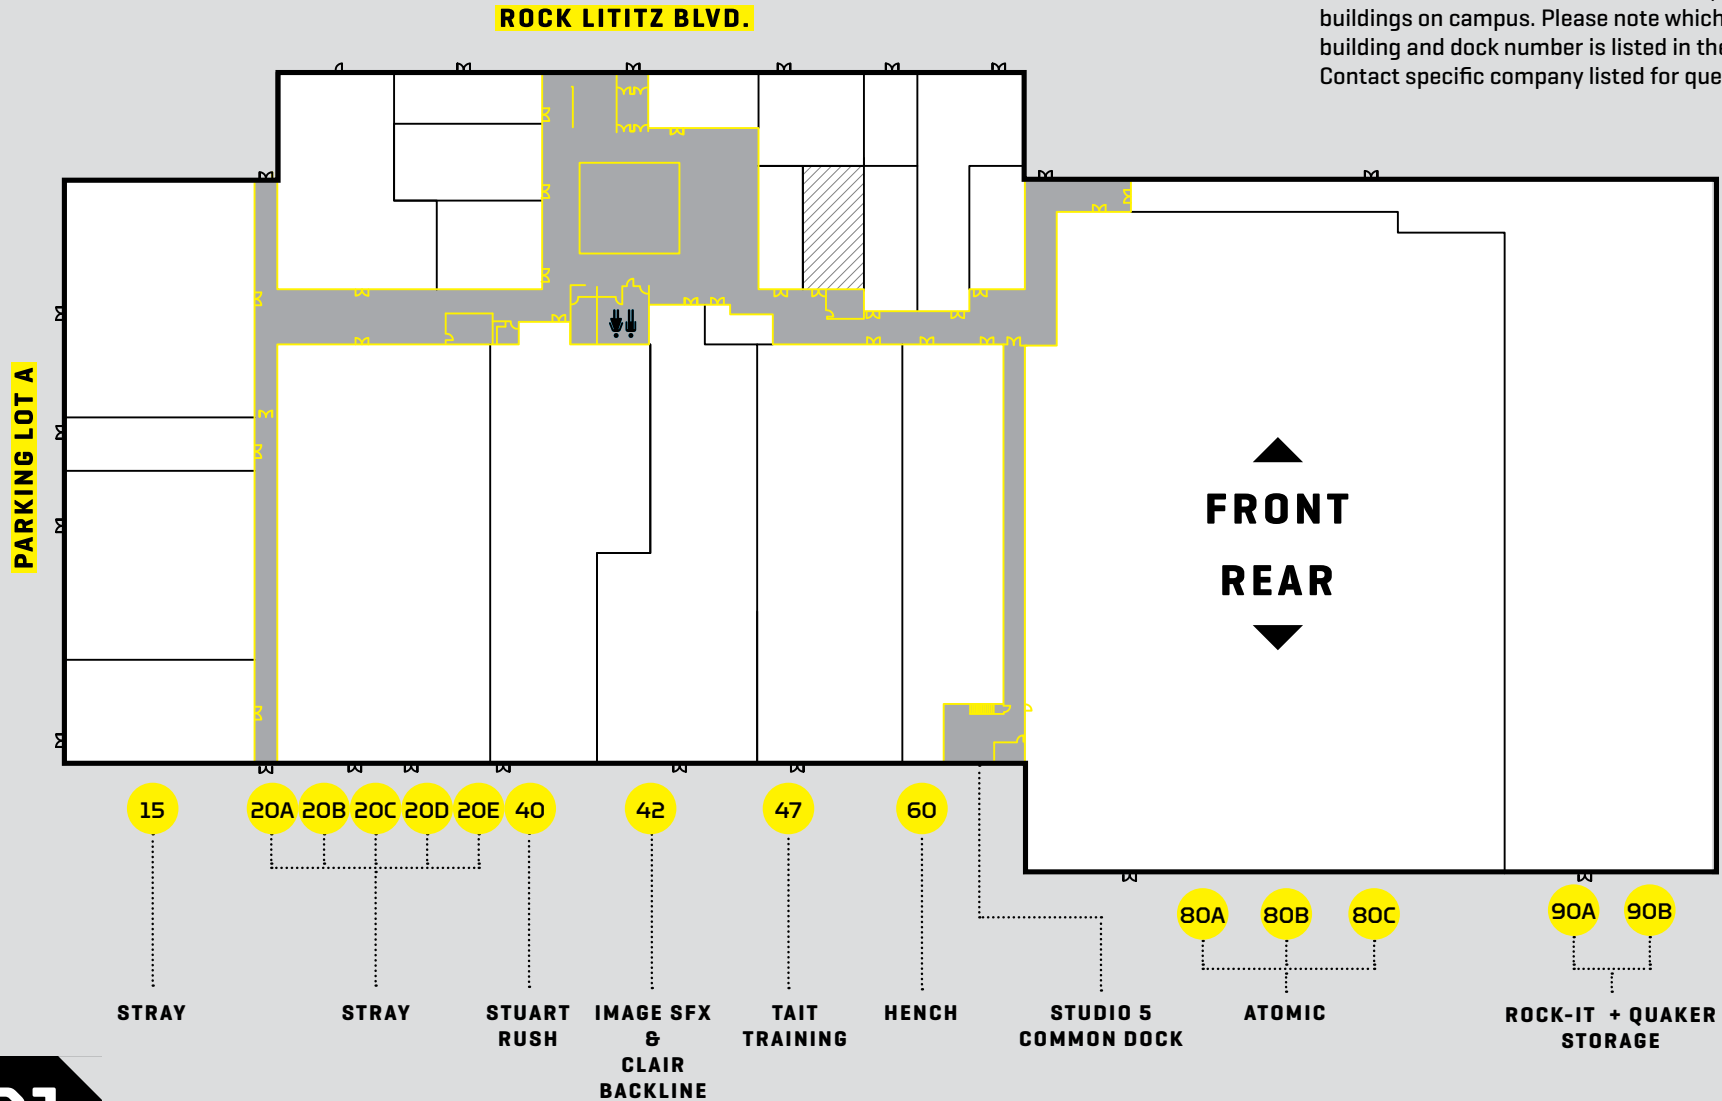 ROCK LITITZ BLVD.
buildings on campus. Please note which
building and dock number is listed in the
Contact specific company listed for que
PARKING LOT A
FRONT
REAR
15
20A
20B
20C
20D
20E
40
42
47
60
80A
80B
80C
90A
90B
STRAY
STRAY
STUART
RUSH
IMAGE SFX
&
CLAIR
BACKLINE
TAIT
TRAINING
HENCH
STUDIO 5
COMMON DOCK
ATOMIC
ROCK-IT + QUAKER
STORAGE